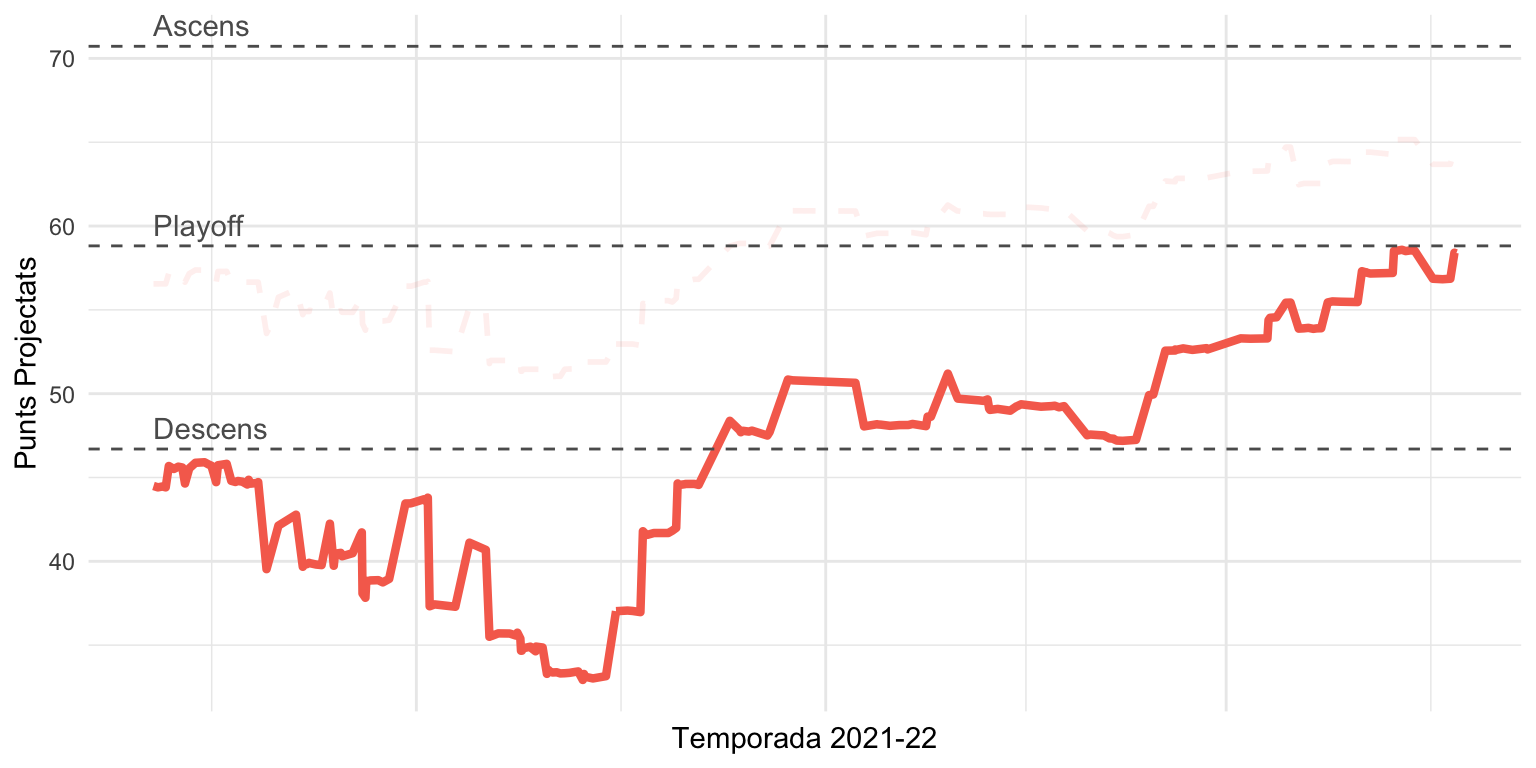 Ascens
70
Playoff
60
50
Descens
40
Punts Projectats
Temporada 2021-22